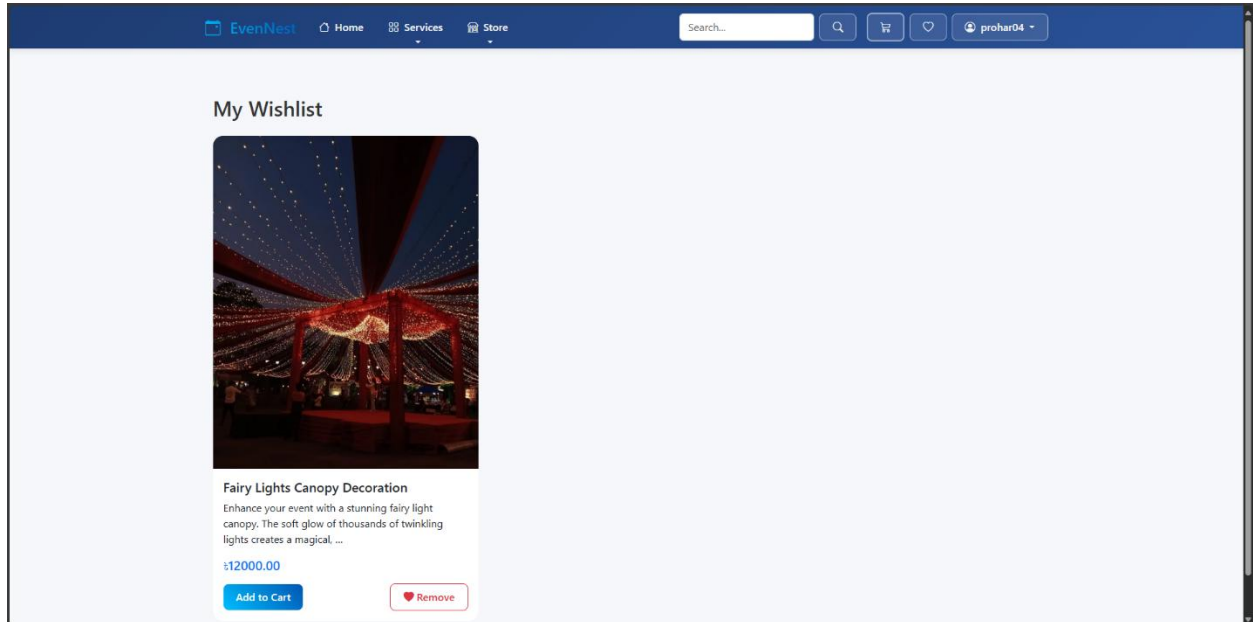 EvenNest Home Services Store Search... prohar04
My Wishlist
Fairy Lights Canopy Decoration
Enhance your event with a stunning fairy light
canopy. The soft glow of thousands of twinkling
lights creates a magical, ...
৳12000.00
Add to Cart Remove